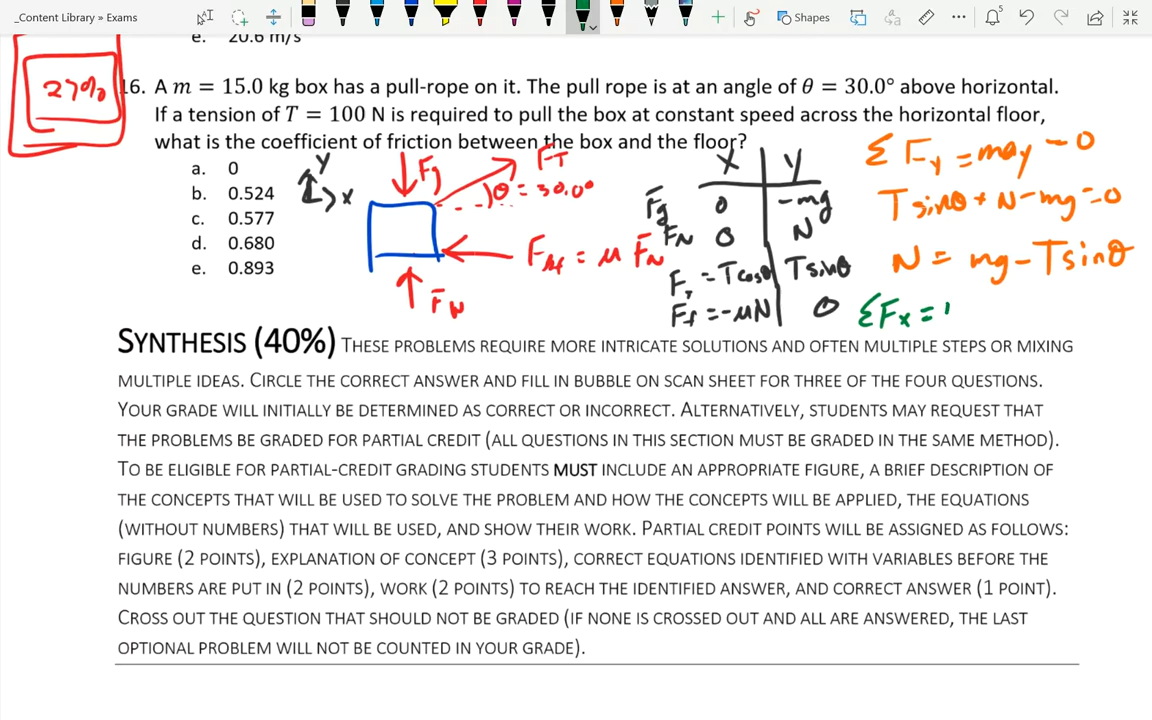 _Content Library » Exams
Shapes
5
e. 20.6 m/s
27%
16. A m = 15.0 kg box has a pull-rope on it. The pull rope is at an angle of θ = 30.0° above horizontal.
If a tension of T = 100 N is required to pull the box at constant speed across the horizontal floor,
what is the coefficient of friction between the box and the floor?
a. 0
b. 0.524
c. 0.577
d. 0.680
e. 0.893
y
x
Fg
FT
θ = 30.0°
FN
= μ FN
x y
Fg 0 -mg
FN 0 N
FT = Tcosθ Tsinθ
Ff = -μN 0
ΣFy = may = 0
Tsinθ + N - mg = 0
N = mg - Tsinθ
ΣFx =
SYNTHESIS (40%) THESE PROBLEMS REQUIRE MORE INTRICATE SOLUTIONS AND OFTEN MULTIPLE STEPS OR MIXING
MULTIPLE IDEAS. CIRCLE THE CORRECT ANSWER AND FILL IN BUBBLE ON SCAN SHEET FOR THREE OF THE FOUR QUESTIONS.
YOUR GRADE WILL INITIALLY BE DETERMINED AS CORRECT OR INCORRECT. ALTERNATIVELY, STUDENTS MAY REQUEST THAT
THE PROBLEMS BE GRADED FOR PARTIAL CREDIT (ALL QUESTIONS IN THIS SECTION MUST BE GRADED IN THE SAME METHOD).
TO BE ELIGIBLE FOR PARTIAL-CREDIT GRADING STUDENTS MUST INCLUDE AN APPROPRIATE FIGURE, A BRIEF DESCRIPTION OF
THE CONCEPTS THAT WILL BE USED TO SOLVE THE PROBLEM AND HOW THE CONCEPTS WILL BE APPLIED, THE EQUATIONS
(WITHOUT NUMBERS) THAT WILL BE USED, AND SHOW THEIR WORK. PARTIAL CREDIT POINTS WILL BE ASSIGNED AS FOLLOWS:
FIGURE (2 POINTS), EXPLANATION OF CONCEPT (3 POINTS), CORRECT EQUATIONS IDENTIFIED WITH VARIABLES BEFORE THE
NUMBERS ARE PUT IN (2 POINTS), WORK (2 POINTS) TO REACH THE IDENTIFIED ANSWER, AND CORRECT ANSWER (1 POINT).
CROSS OUT THE QUESTION THAT SHOULD NOT BE GRADED (IF NONE IS CROSSED OUT AND ALL ARE ANSWERED, THE LAST
OPTIONAL PROBLEM WILL NOT BE COUNTED IN YOUR GRADE).